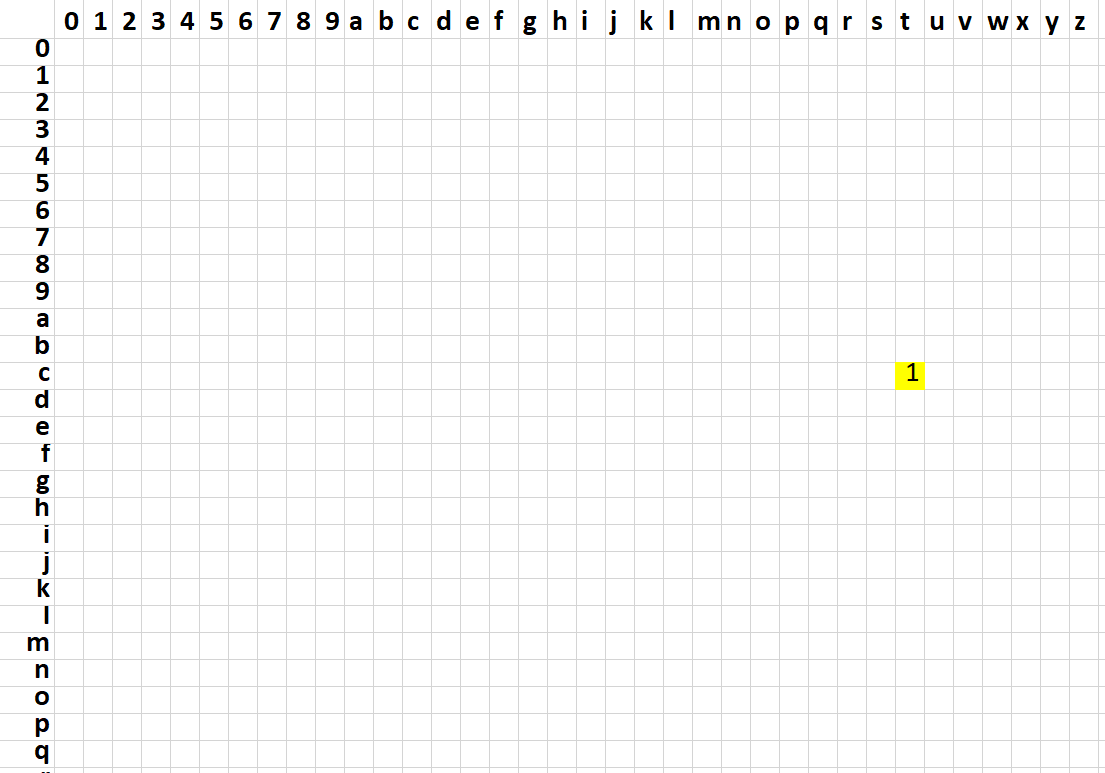 0 1 2 3 4 5 6 7 8 9 a b c d e f g h i j k l m n o p q r s t u v w x y z
0
1
2
3
4
5
6
7
8
9
a
b
c 1
d
e
f
g
h
i
j
k
l
m
n
o
p
q